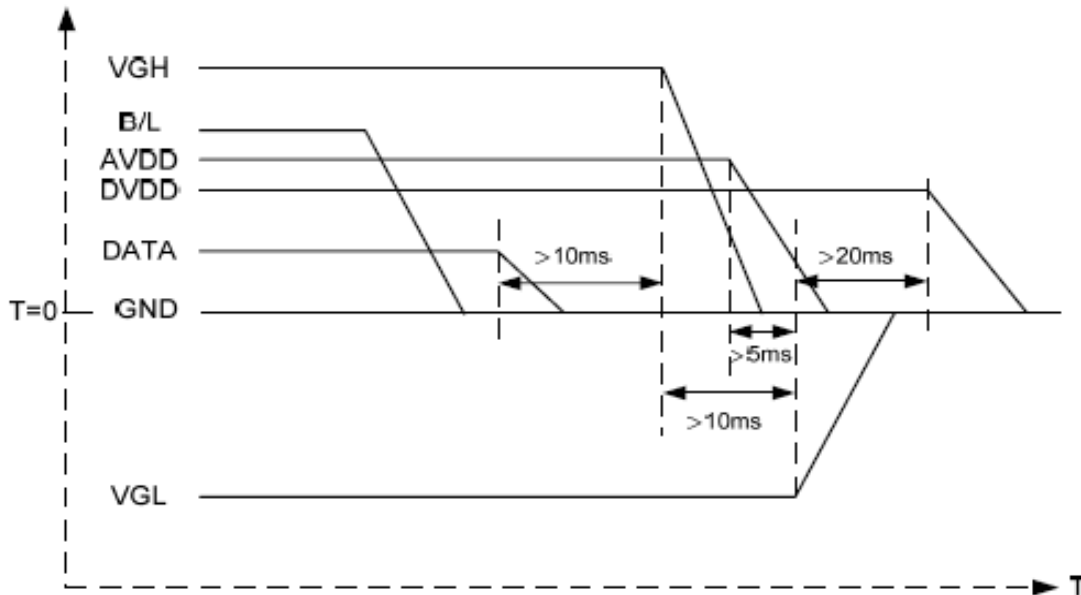 VGH
B/L
AVDD
DVDD
DATA
>10ms
>20ms
T=0
GND
>5ms
>10ms
VGL
T